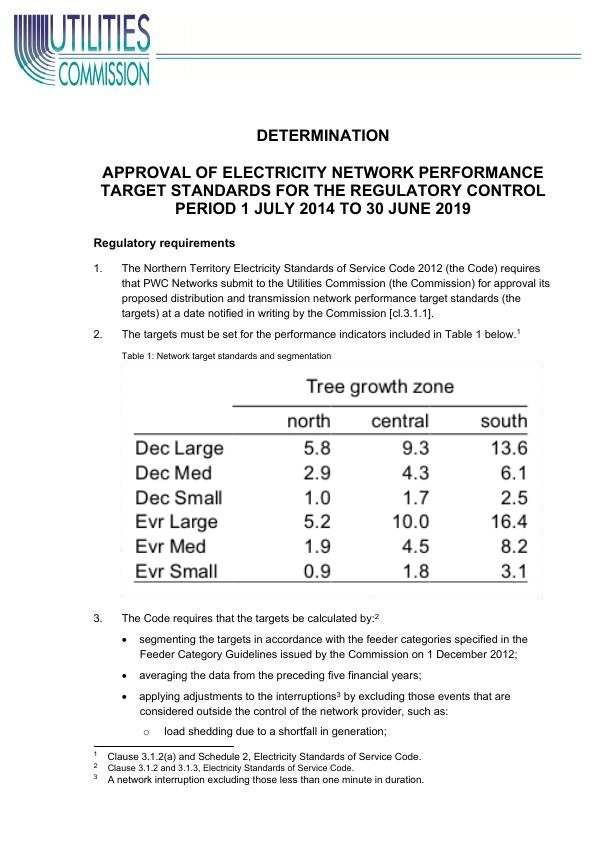 UTILITIES
COMMISSION
DETERMINATION
APPROVAL OF ELECTRICITY NETWORK PERFORMANCE
TARGET STANDARDS FOR THE REGULATORY CONTROL
PERIOD 1 JULY 2014 TO 30 JUNE 2019
Regulatory requirements
1. The Northern Territory Electricity Standards of Service Code 2012 (the Code) requires
that PWC Networks submit to the Utilities Commission (the Commission) for approval its
proposed distribution and transmission network performance target standards (the
targets) at a date notified in writing by the Commission [cl.3.1.1].
2. The targets must be set for the performance indicators included in Table 1 below.1
Table 1: Network target standards and segmentation
Tree growth zone
north central south
Dec Large 5.8 9.3 13.6
Dec Med 2.9 4.3 6.1
Dec Small 1.0 1.7 2.5
Evr Large 5.2 10.0 16.4
Evr Med 1.9 4.5 8.2
Evr Small 0.9 1.8 3.1
3. The Code requires that the targets be calculated by:2
• segmenting the targets in accordance with the feeder categories specified in the
Feeder Category Guidelines issued by the Commission on 1 December 2012;
• averaging the data from the preceding five financial years;
• applying adjustments to the interruptions3 by excluding those events that are
considered outside the control of the network provider, such as:
o load shedding due to a shortfall in generation;
1 Clause 3.1.2(a) and Schedule 2, Electricity Standards of Service Code.
2 Clause 3.1.2 and 3.1.3, Electricity Standards of Service Code.
3 A network interruption excluding those less than one minute in duration.